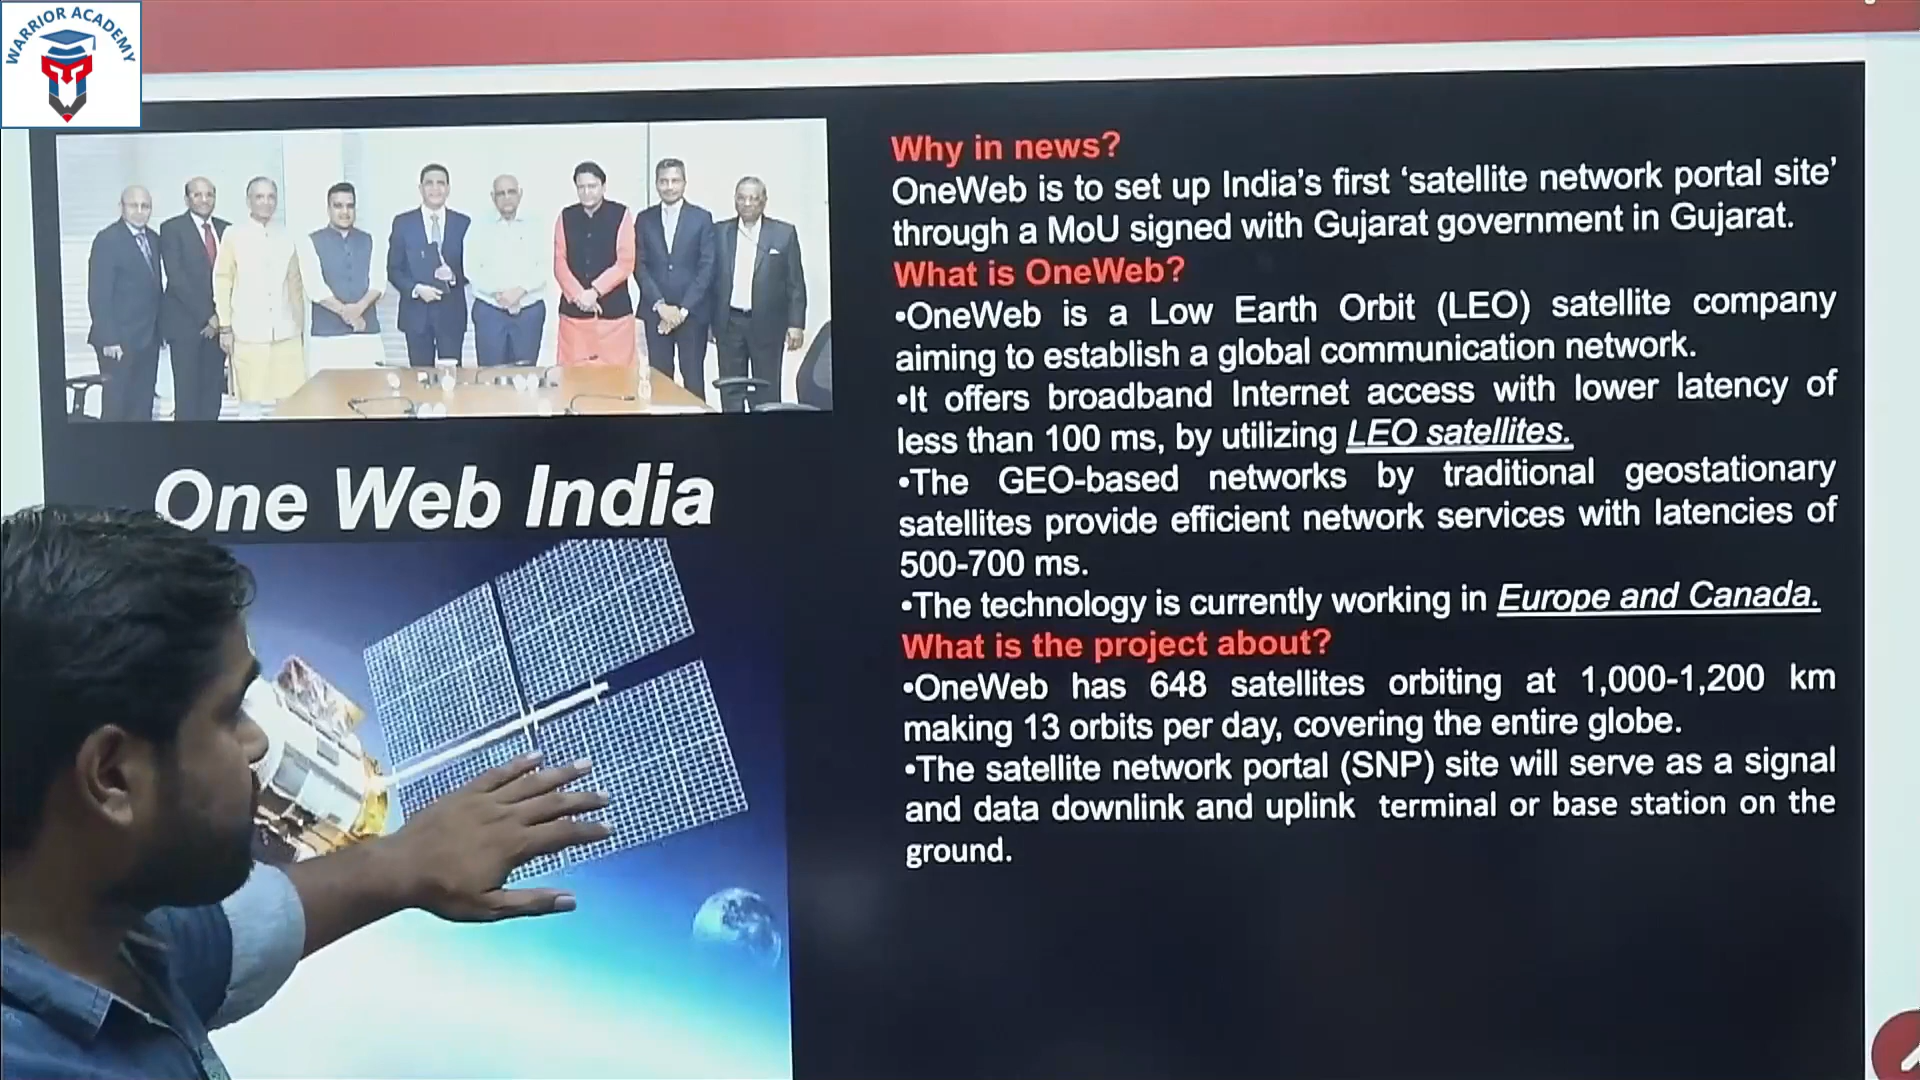 WARRIOR ACADEMY
One Web India
Why in news?
OneWeb is to set up India's first ‘satellite network portal site’
through a MoU signed with Gujarat government in Gujarat.
What is OneWeb?
•OneWeb is a Low Earth Orbit (LEO) satellite company
aiming to establish a global communication network.
•It offers broadband Internet access with lower latency of
less than 100 ms, by utilizing LEO satellites.
•The GEO-based networks by traditional geostationary
satellites provide efficient network services with latencies of
500-700 ms.
•The technology is currently working in Europe and Canada.
What is the project about?
•OneWeb has 648 satellites orbiting at 1,000-1,200 km
making 13 orbits per day, covering the entire globe.
•The satellite network portal (SNP) site will serve as a signal
and data downlink and uplink terminal or base station on the
ground.